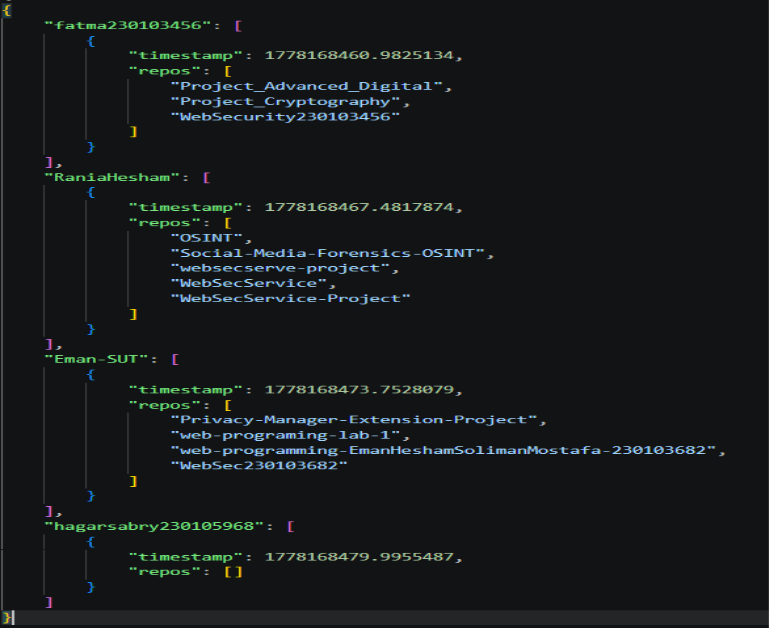 {
    "fatma230103456": [
        {
            "timestamp": 1778168460.9825134,
            "repos": [
                "Project_Advanced_Digital",
                "Project_Cryptography",
                "WebSecurity230103456"
            ]
        }
    ],
    "RaniaHesham": [
        {
            "timestamp": 1778168467.4817874,
            "repos": [
                "OSINT",
                "Social-Media-Forensics-OSINT",
                "websecserve-project",
                "WebSecService",
                "WebSecService-Project"
            ]
        }
    ],
    "Eman-SUT": [
        {
            "timestamp": 1778168473.7528079,
            "repos": [
                "Privacy-Manager-Extension-Project",
                "web-programing-lab-1",
                "web-programming-EmanHeshamSolimanMostafa-230103682",
                "WebSec230103682"
            ]
        }
    ],
    "hagarsabry230105968": [
        {
            "timestamp": 1778168479.9955487,
            "repos": []
        }
    ]
}